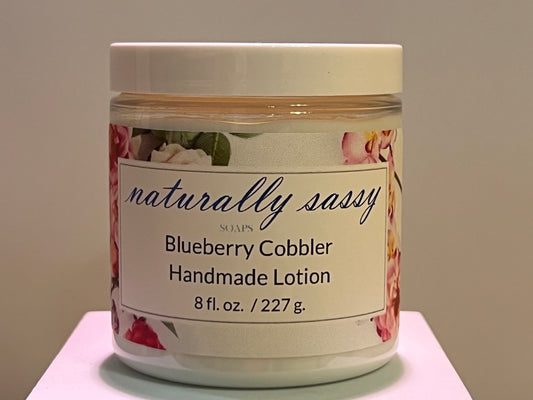 naturally sassy
SOAPS
Blueberry Cobbler
Handmade Lotion
8 fl. oz. / 227 g.